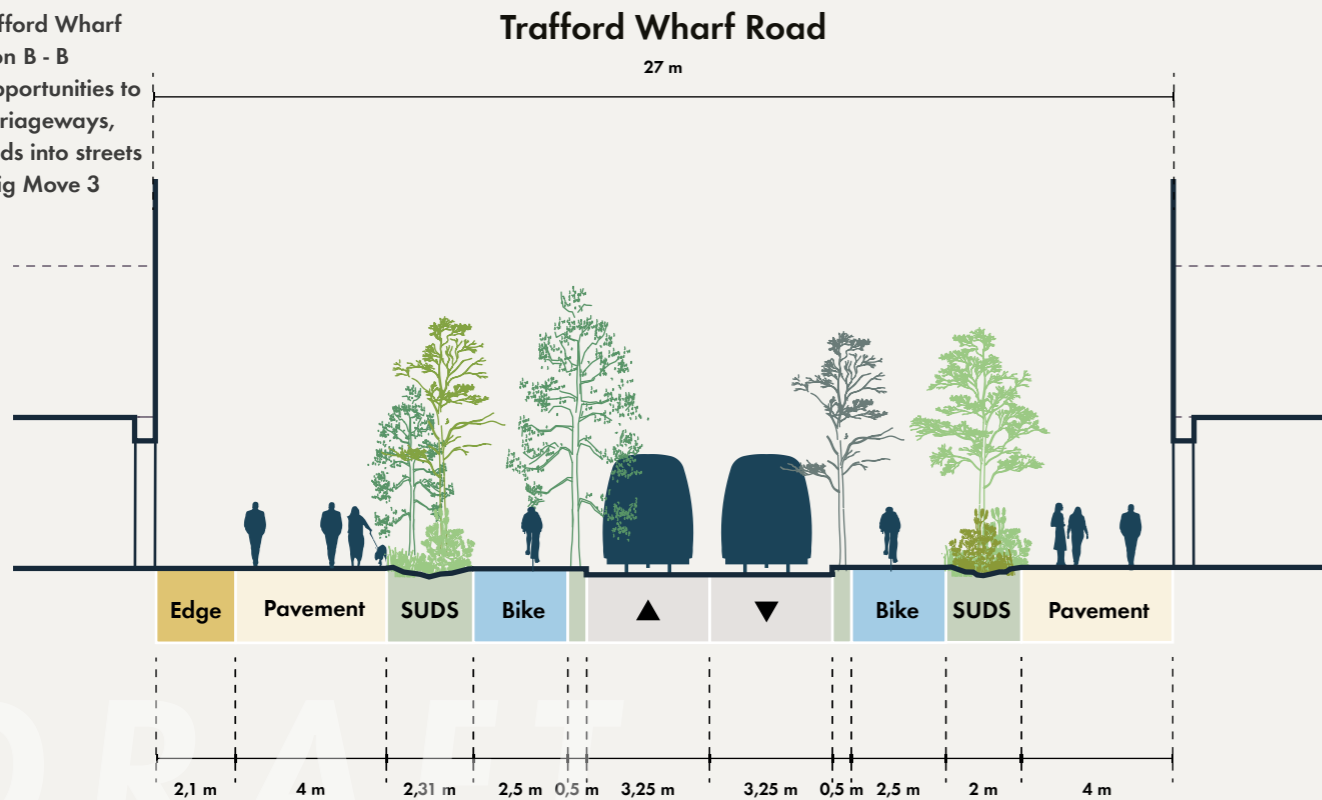 fford Wharf
on B - B
pportunities to
riageways,
ds into streets
ig Move 3
Trafford Wharf Road
27 m
Edge
Pavement
SUDS
Bike
▲
▼
Bike
SUDS
Pavement
2,1 m
4 m
2,31 m
2,5 m
0,5 m
3,25 m
3,25 m
0,5 m
2,5 m
2 m
4 m
DRAFT